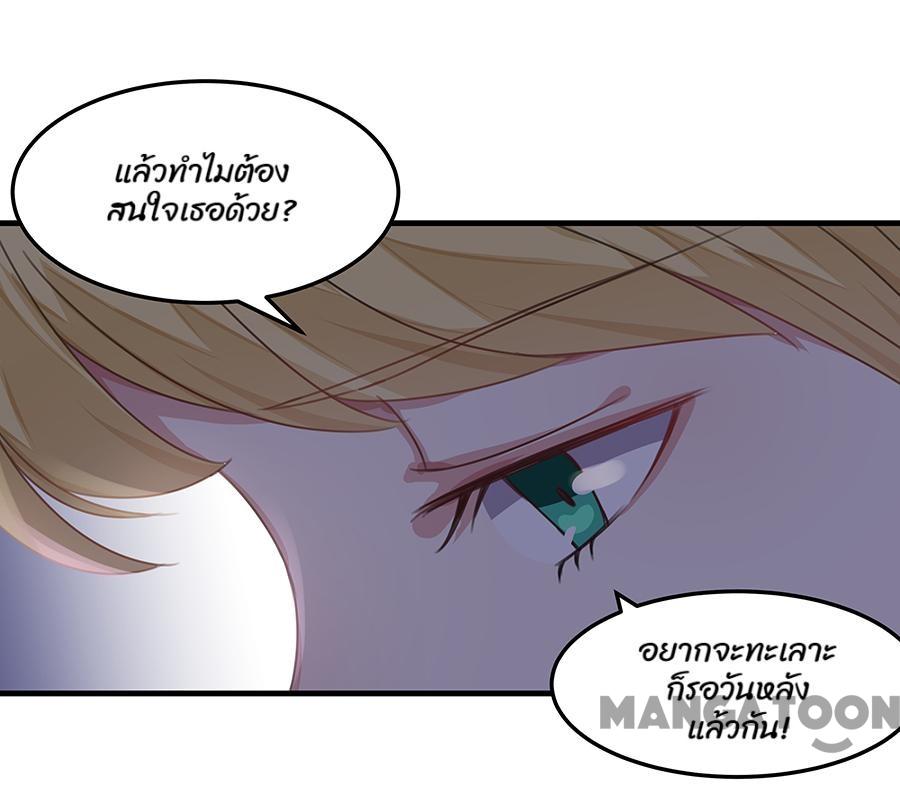 แล้วทำไมต้อง
สนใจเธอด้วย?
อยากจะทะเลาะ
ก็รอวันหลัง
แล้วกัน!
MANGATOON